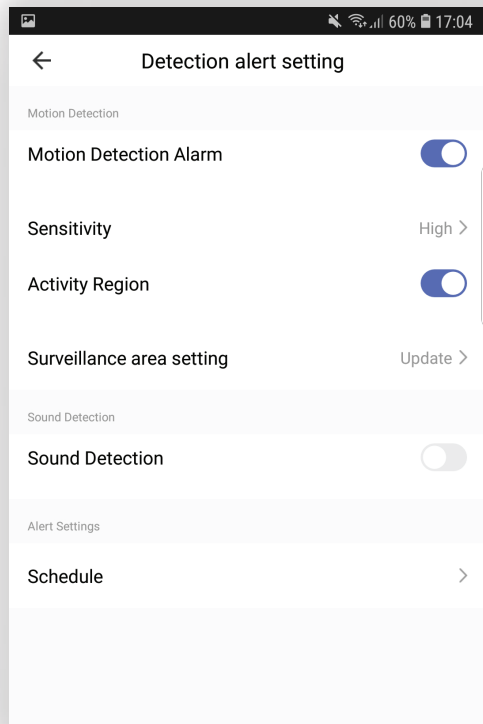 60% 17:04
Detection alert setting
Motion Detection
Motion Detection Alarm
Sensitivity High
Activity Region
Surveillance area setting Update
Sound Detection
Sound Detection
Alert Settings
Schedule